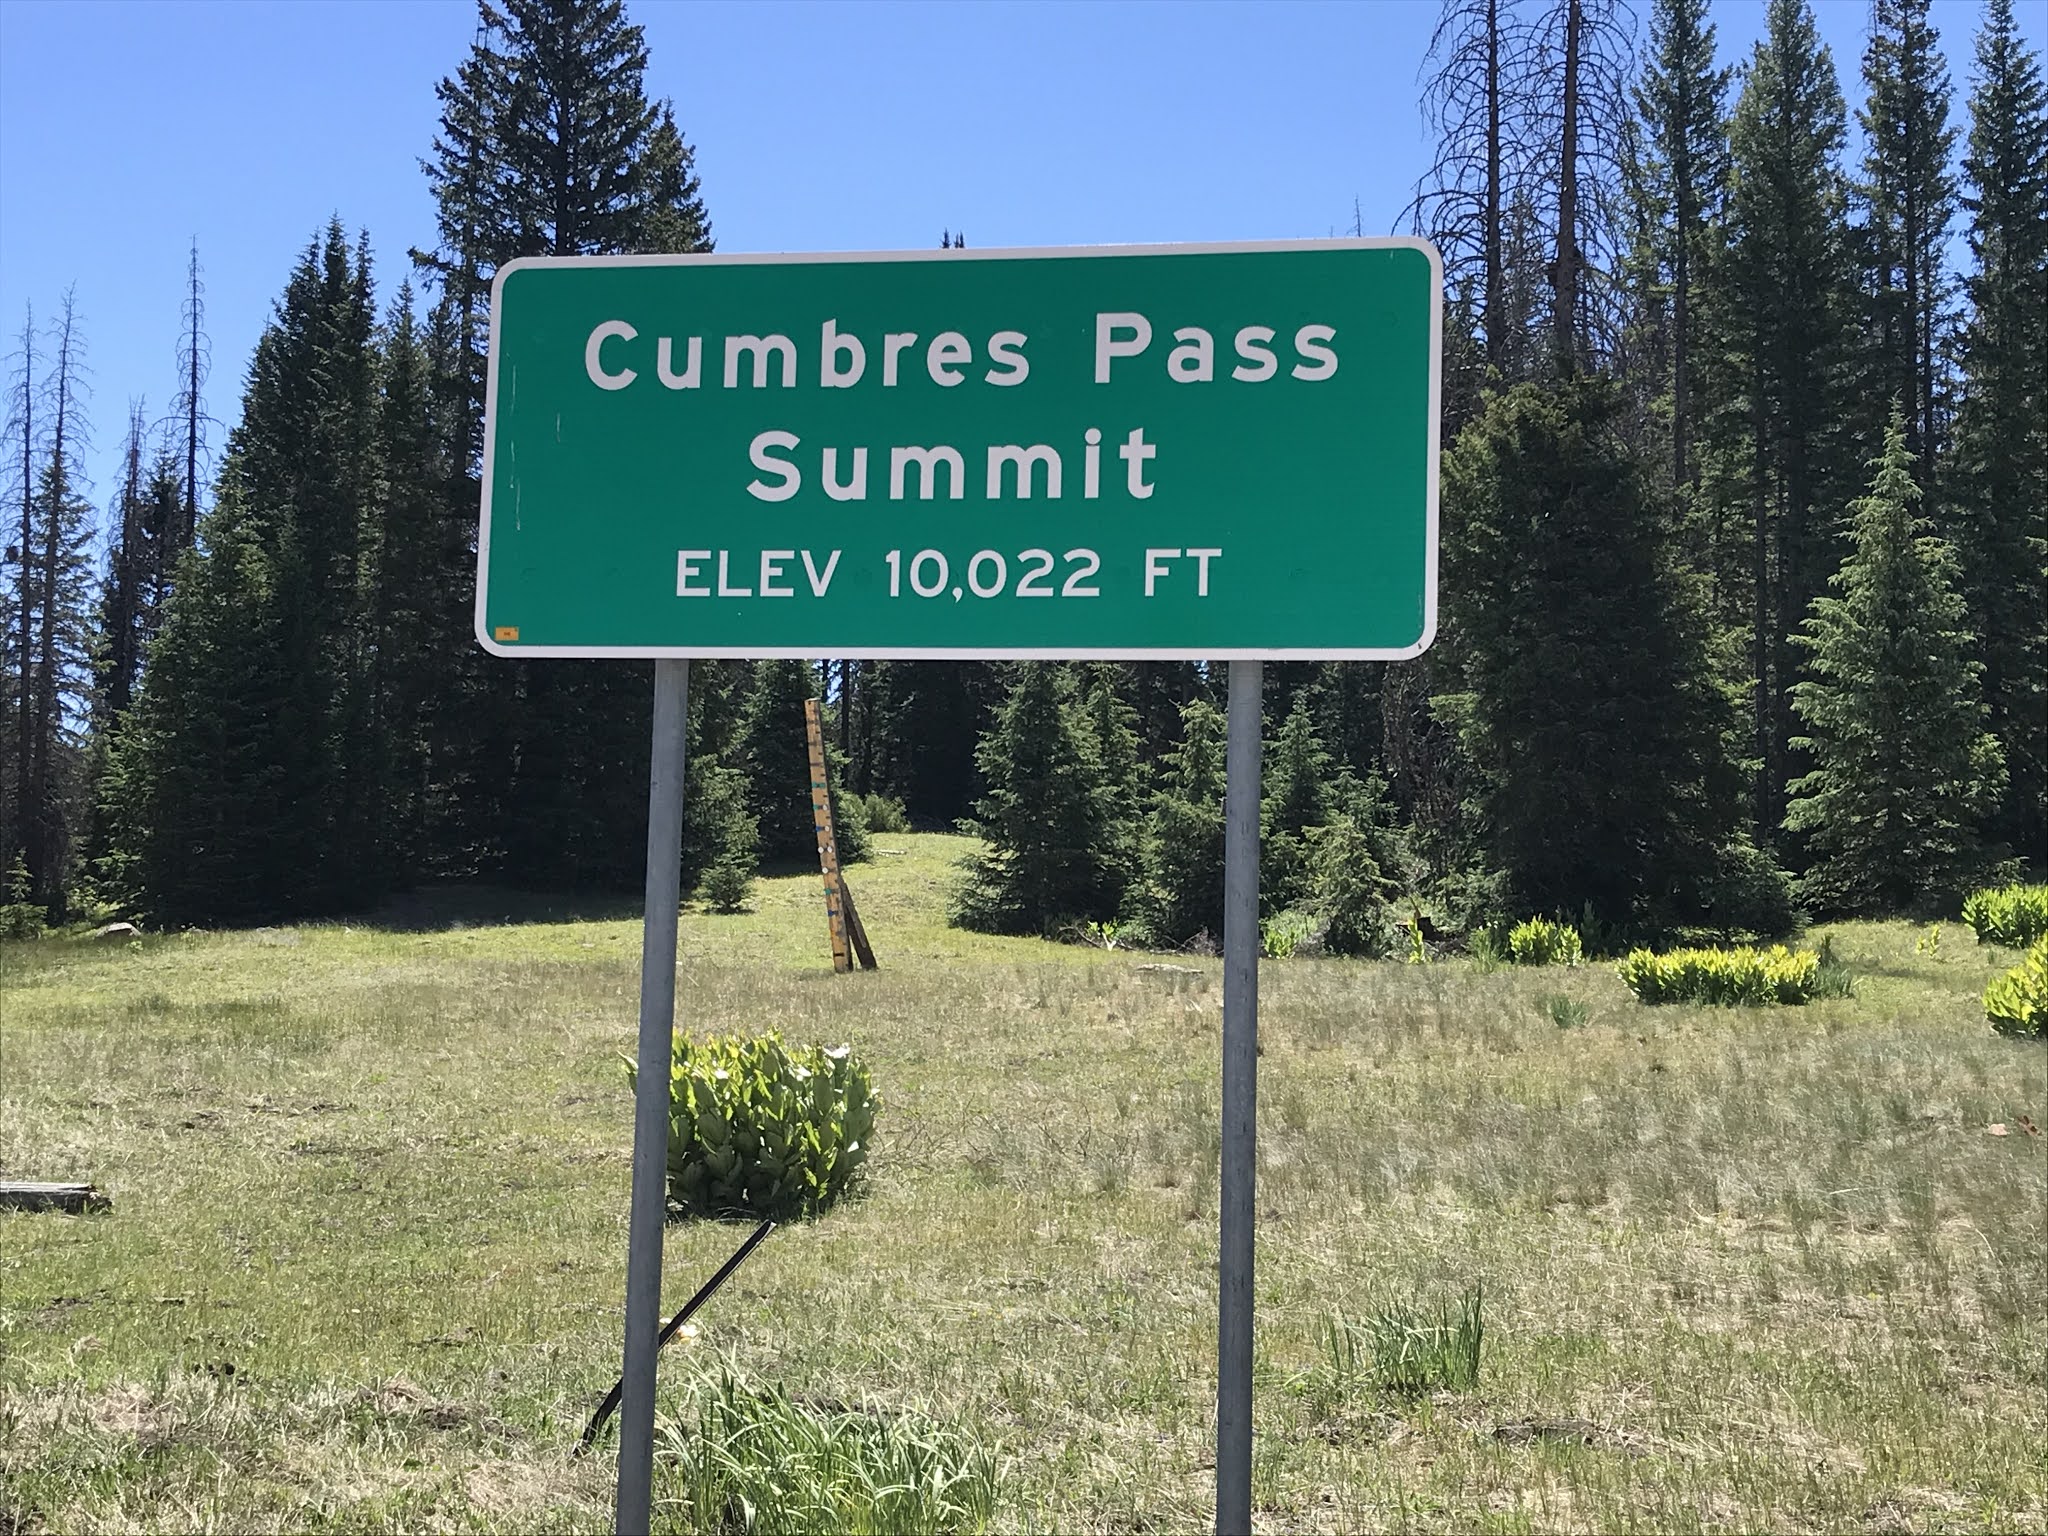 Cumbres Pass
Summit
ELEV 10,022 FT